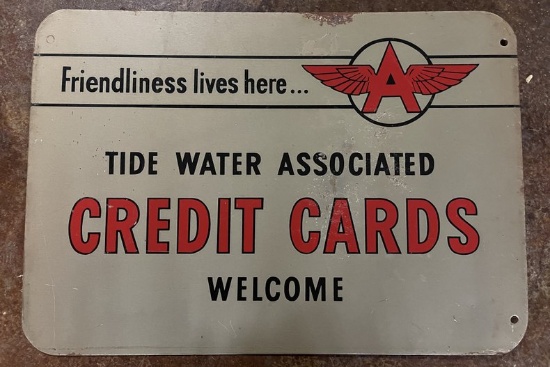 Friendliness lives here...
A
TIDE WATER ASSOCIATED
CREDIT CARDS
WELCOME